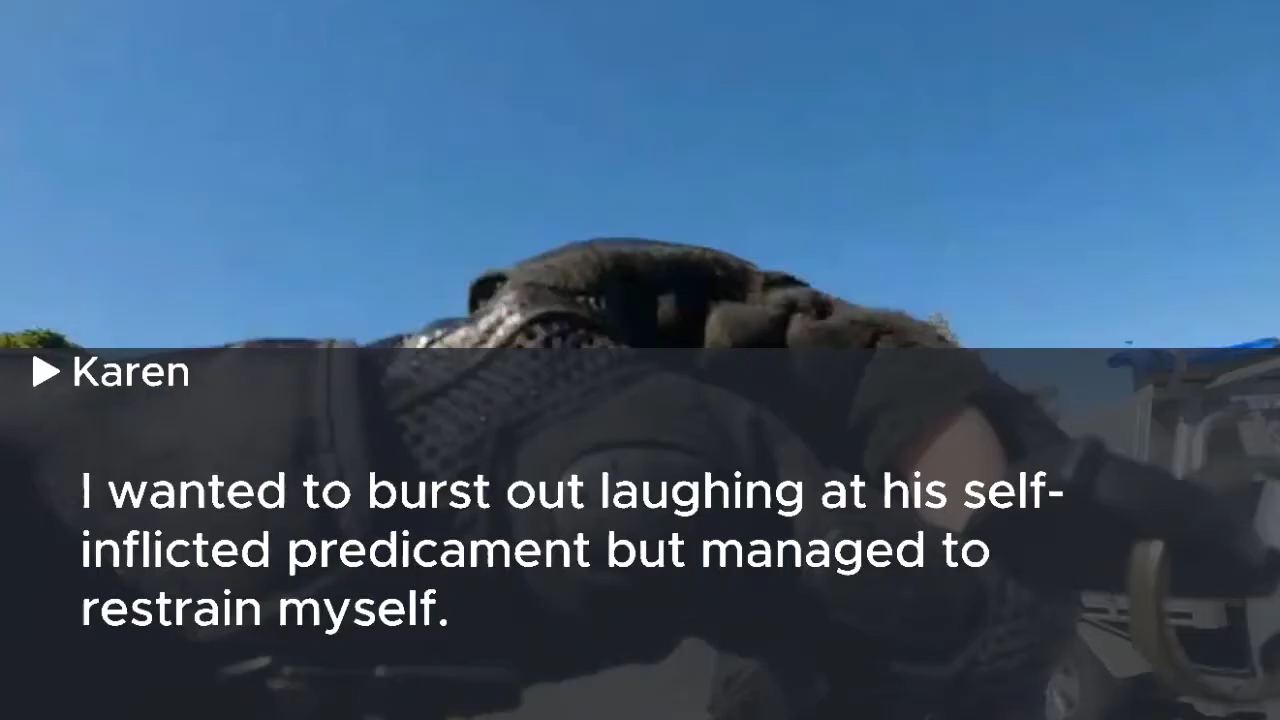 Karen
I wanted to burst out laughing at his self-
inflicted predicament but managed to
restrain myself.